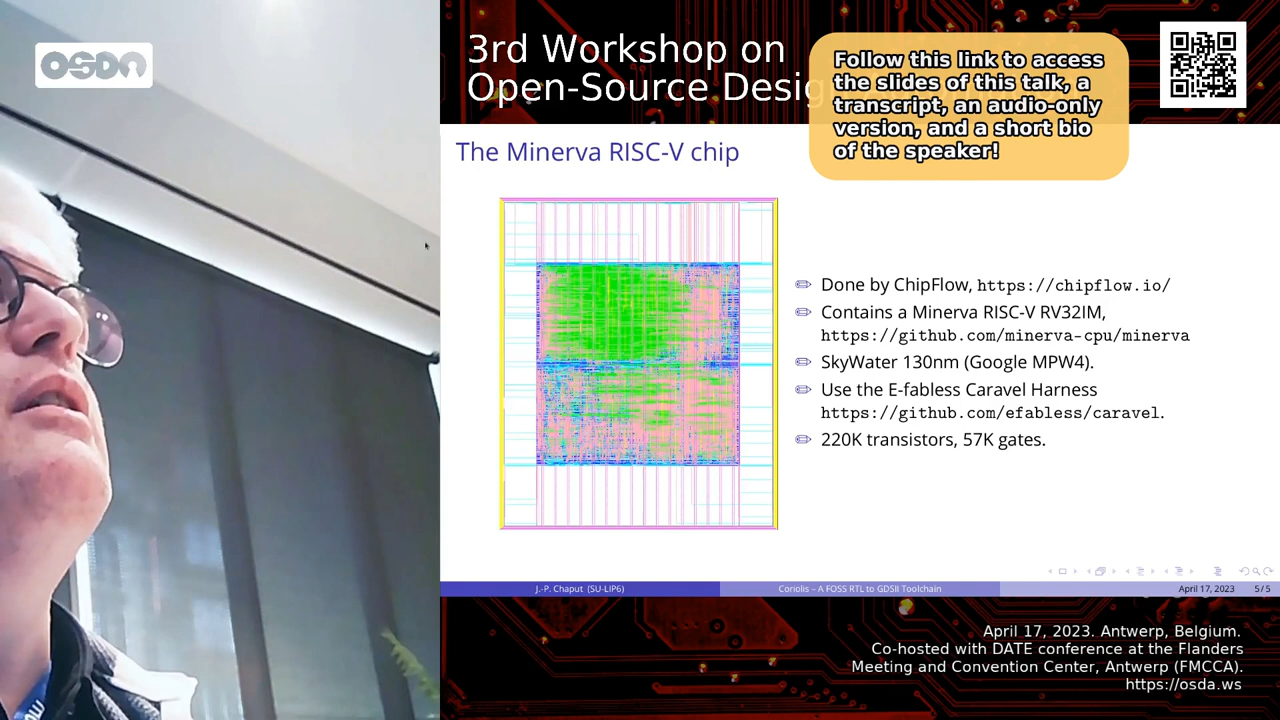 OSDA
3rd Workshop on
Open-Source Desig
Follow this link to access
the slides of this talk, a
transcript, an audio-only
version, and a short bio
of the speaker!
The Minerva RISC-V chip
Done by ChipFlow, https://chipflow.io/
Contains a Minerva RISC-V RV32IM,
https://github.com/minerva-cpu/minerva
SkyWater 130nm (Google MPW4).
Use the E-fabless Caravel Harness
https://github.com/efabless/caravel.
220K transistors, 57K gates.
J.-P. Chaput (SU-LIP6)
Coriolis – A FOSS RTL to GDSII Toolchain
April 17, 2023
5/5
April 17, 2023. Antwerp, Belgium.
Co-hosted with DATE conference at the Flanders
Meeting and Convention Center, Antwerp (FMCCA).
https://osda.ws